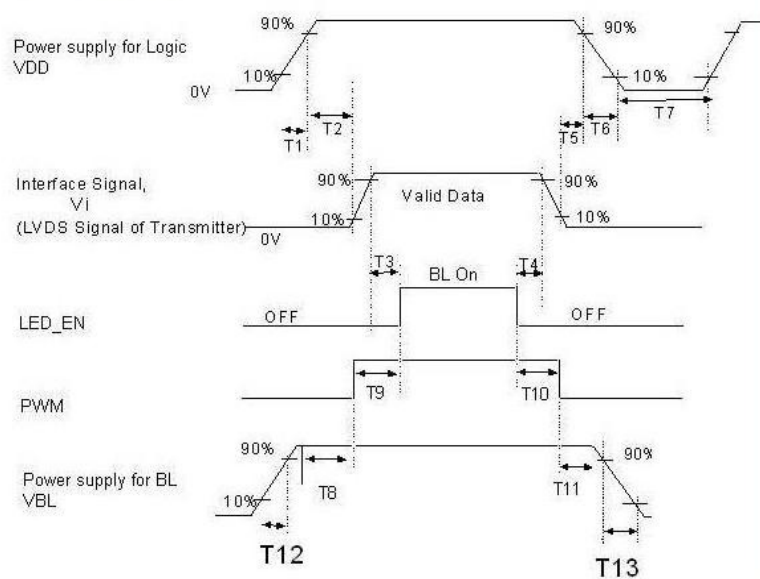 90%
90%
Power supply for Logic
VDD
10%
10%
0V
T1
T2
T5
T6
T7
Interface Signal,
Vi
(LVDS Signal of Transmitter)
90%
Valid Data
90%
10%
10%
0V
T3
BL On
T4
LED_EN
OFF
OFF
PWM
T9
T10
90%
90%
Power supply for BL
VBL
10%
T8
T11
T12
T13